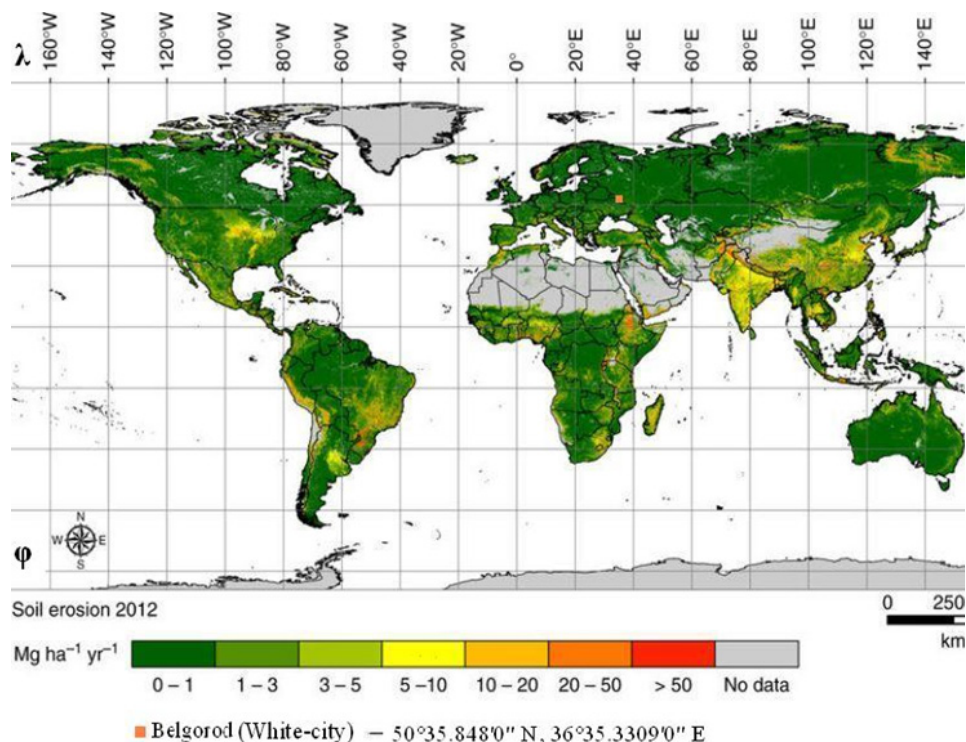 λ 160°W 140°W 120°W 100°W 80°W 60°W 40°W 20°W 0° 20°E 40°E 60°E 80°E 100°E 120°E 140°E
N
W E
S
φ
Soil erosion 2012
0 250
km
Mg ha⁻¹ yr⁻¹
0 – 1 1 – 3 3 – 5 5 – 10 10 – 20 20 – 50 > 50 No data
Belgorod (White-city) – 50°35.848'0" N, 36°35.3309'0" E